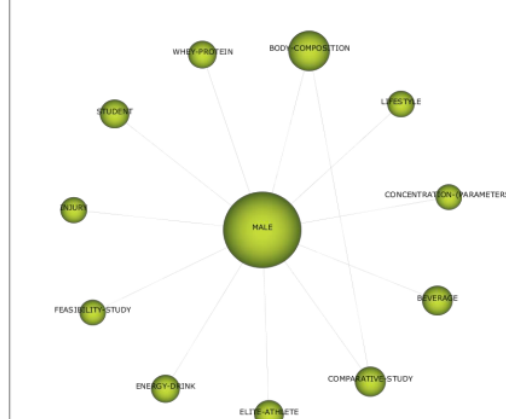 WHEY-PROTEIN
BODY-COMPOSITION
LIFESTYLE
STUDENT
CONCENTRATION-(PARAMETERS
INJURY
MALE
BEVERAGE
FEASIBILITY-STUDY
COMPARATIVE-STUDY
ENERGY-DRINK
ELITE-ATHLETE